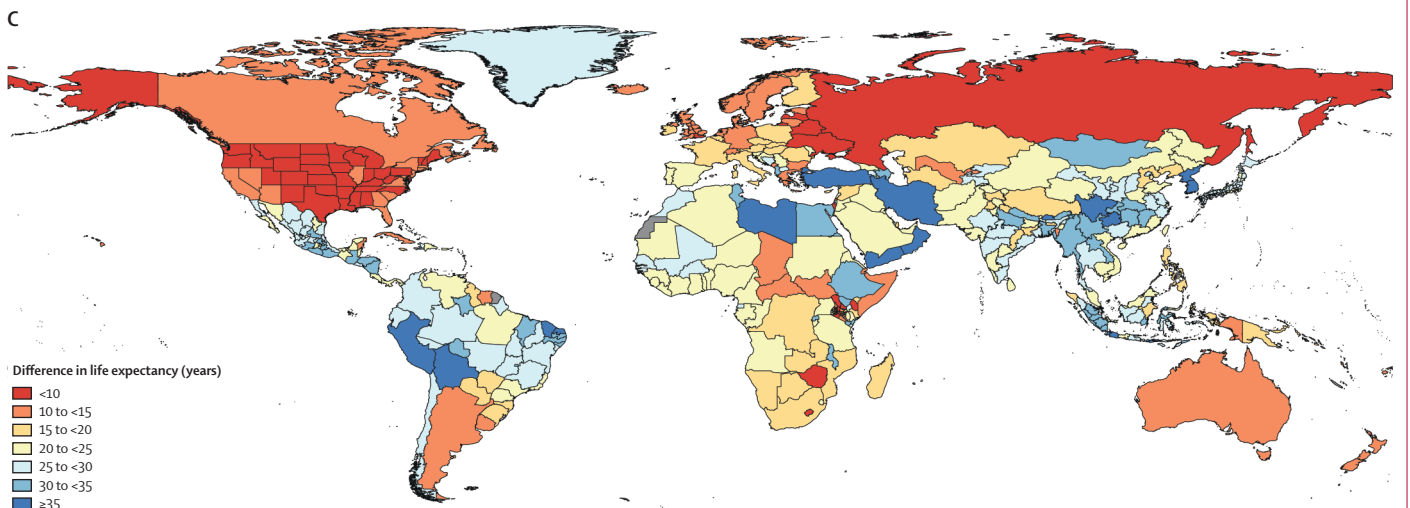 C
Difference in life expectancy (years)
<10
10 to <15
15 to <20
20 to <25
25 to <30
30 to <35
≥35